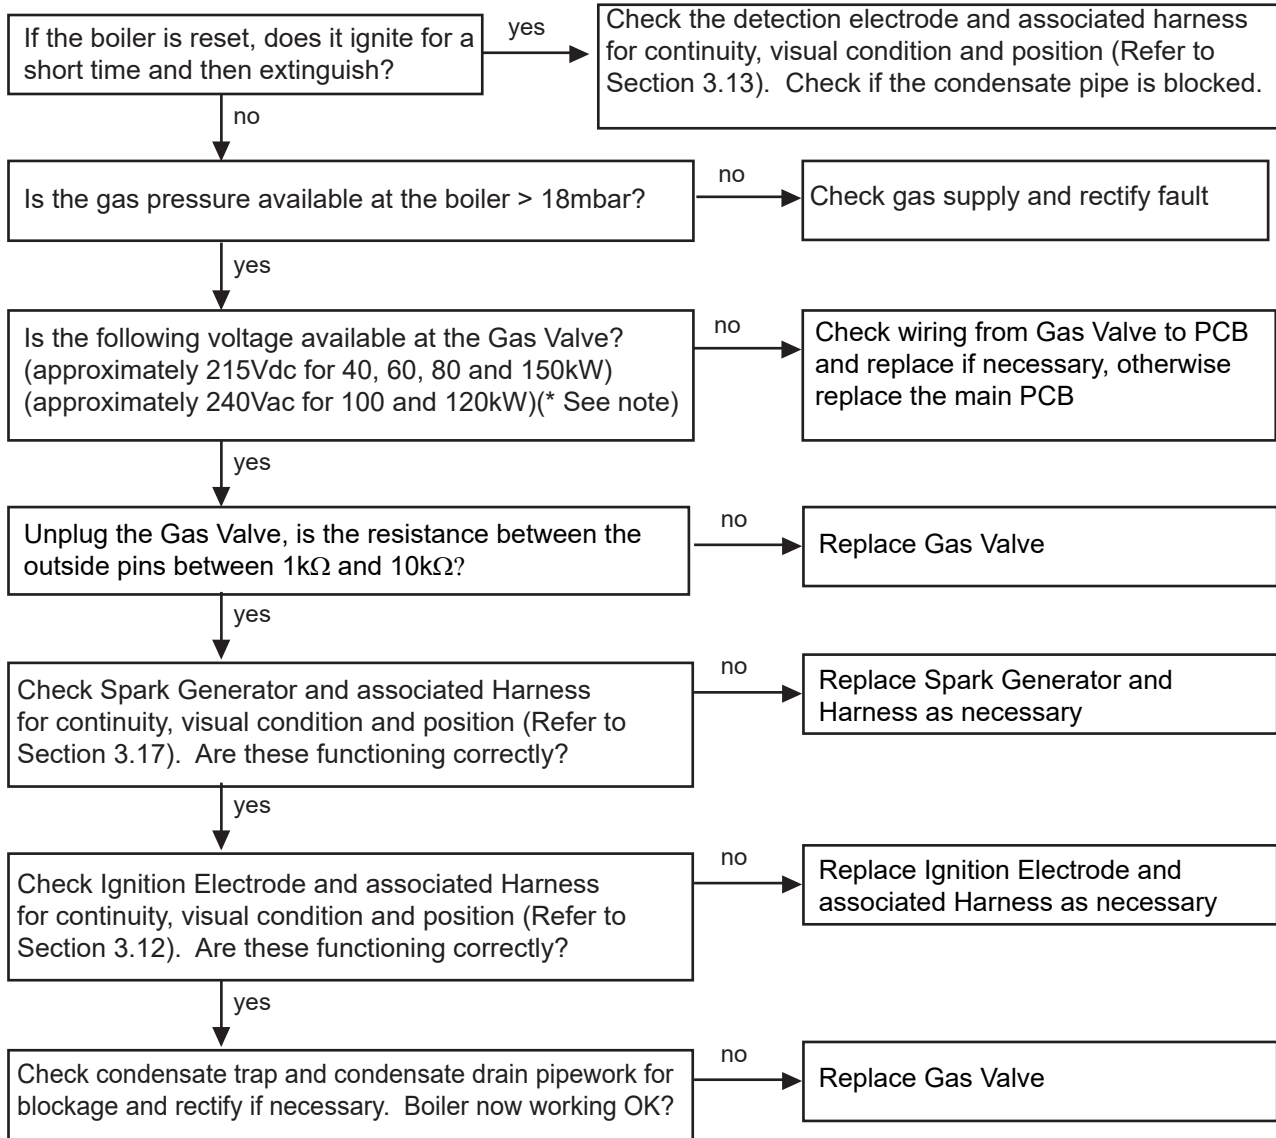 If the boiler is reset, does it ignite for a
short time and then extinguish?
yes
Check the detection electrode and associated harness
for continuity, visual condition and position (Refer to
Section 3.13).  Check if the condensate pipe is blocked.
no
Is the gas pressure available at the boiler > 18mbar?
no
Check gas supply and rectify fault
yes
Is the following voltage available at the Gas Valve?
(approximately 215Vdc for 40, 60, 80 and 150kW)
(approximately 240Vac for 100 and 120kW)(* See note)
no
Check wiring from Gas Valve to PCB
and replace if necessary, otherwise
replace the main PCB
yes
Unplug the Gas Valve, is the resistance between the
outside pins between 1kΩ and 10kΩ?
no
Replace Gas Valve
yes
Check Spark Generator and associated Harness
for continuity, visual condition and position (Refer to
Section 3.17).  Are these functioning correctly?
no
Replace Spark Generator and
Harness as necessary
yes
Check Ignition Electrode and associated Harness
for continuity, visual condition and position (Refer to
Section 3.12).  Are these functioning correctly?
no
Replace Ignition Electrode and
associated Harness as necessary
yes
Check condensate trap and condensate drain pipework for
blockage and rectify if necessary.  Boiler now working OK?
no
Replace Gas Valve